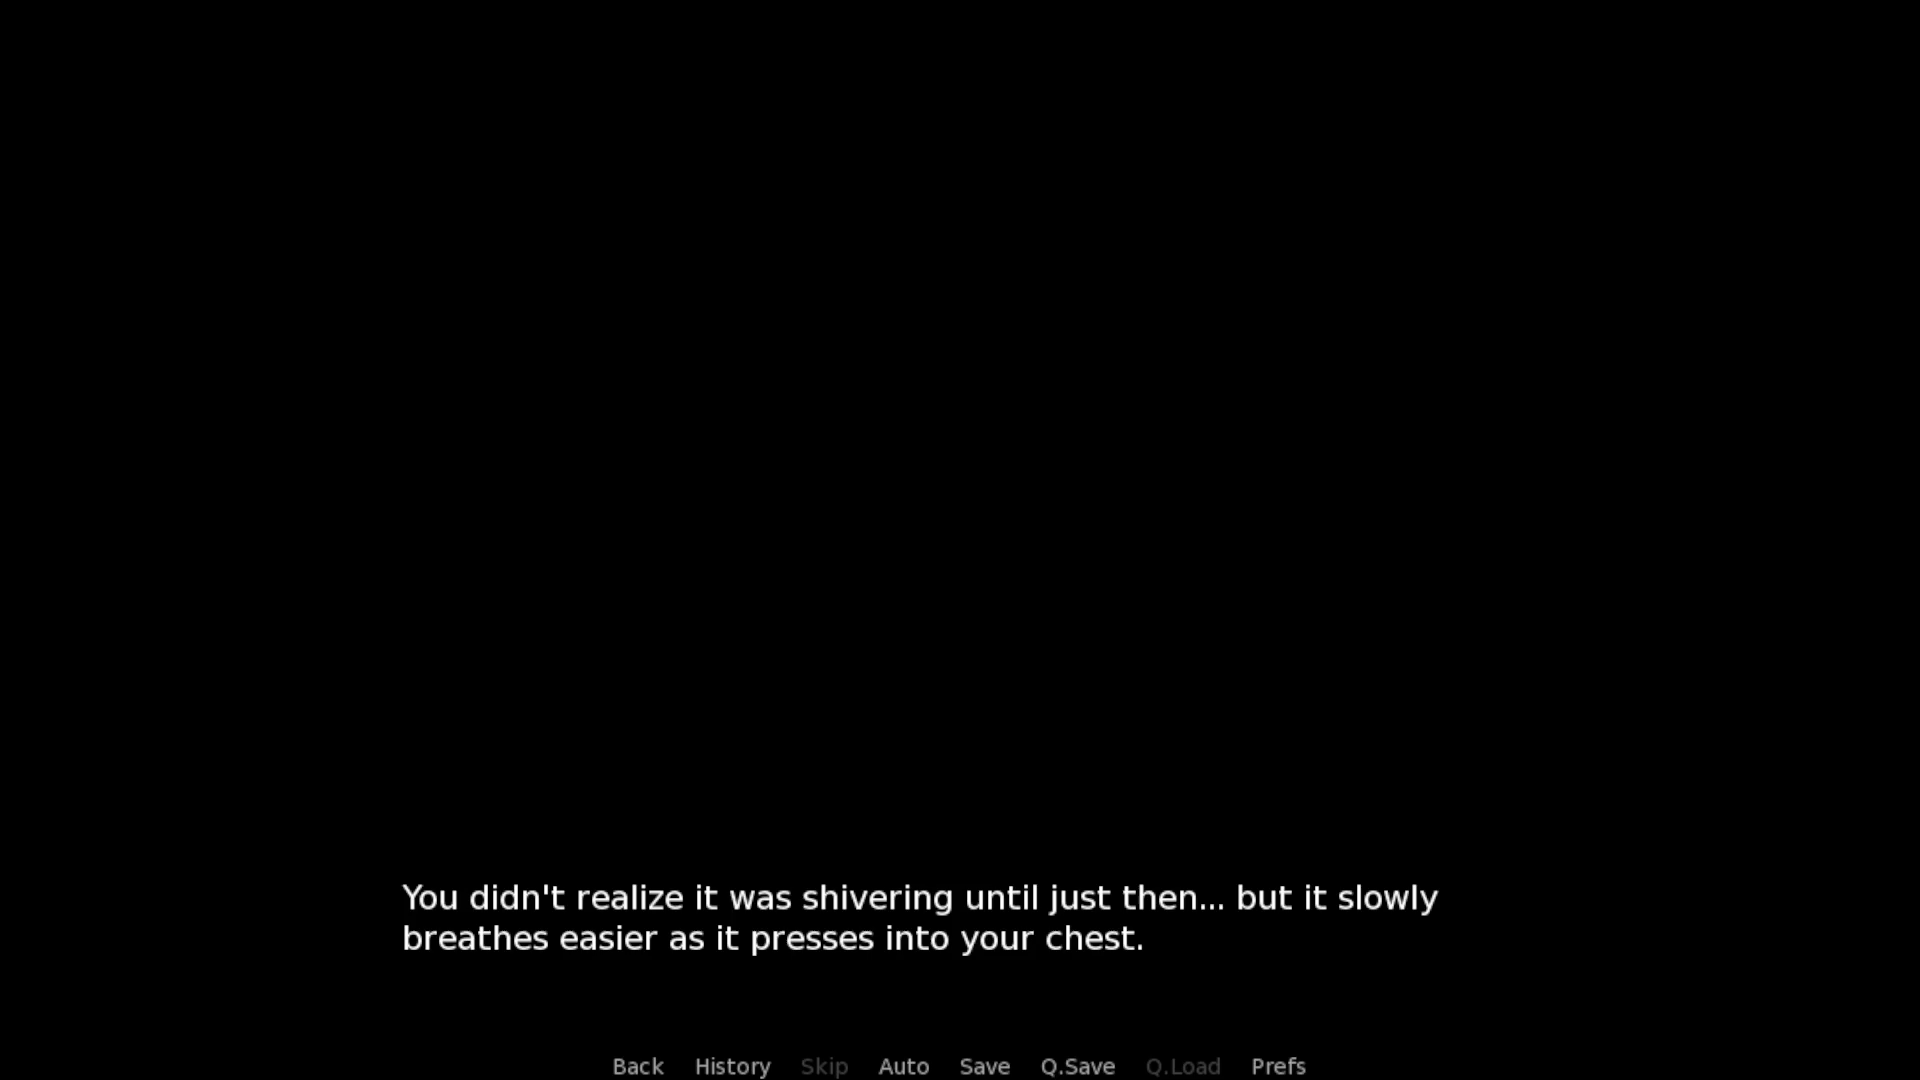 You didn't realize it was shivering until just then... but it slowly
breathes easier as it presses into your chest.
Back History Skip Auto Save Q.Save Q.Load Prefs